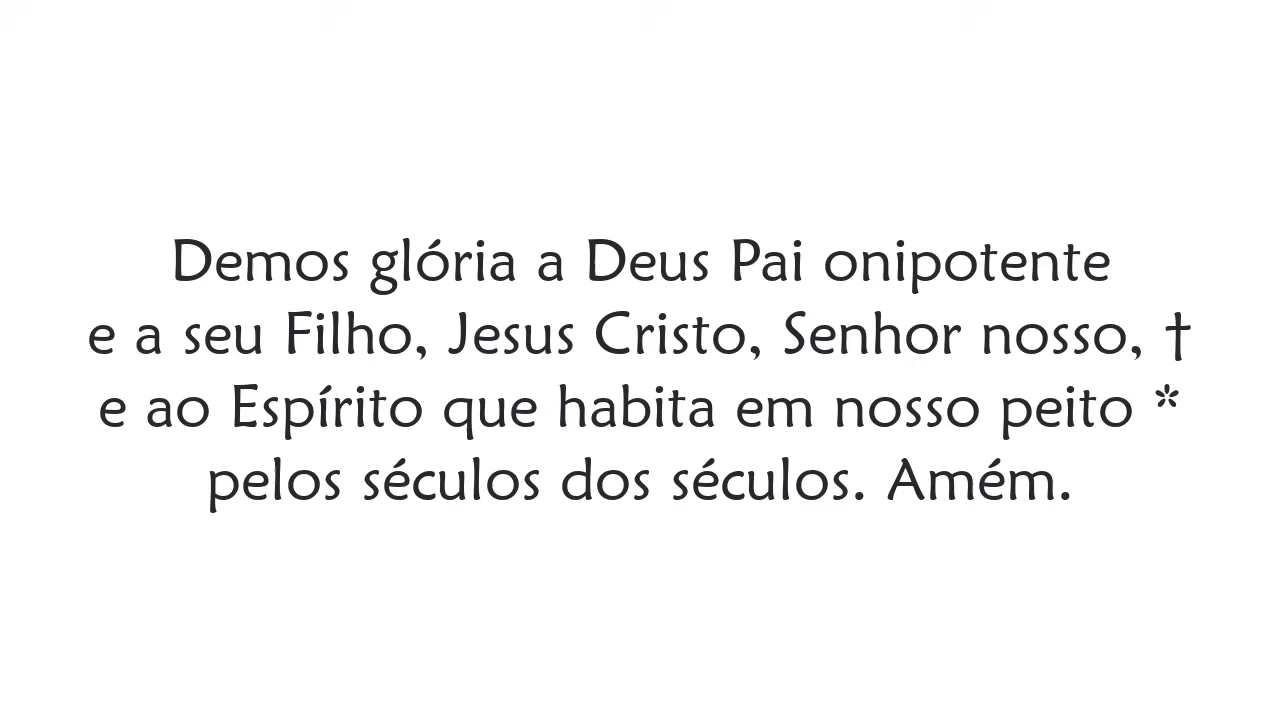 Demos glória a Deus Pai onipotente
e a seu Filho, Jesus Cristo, Senhor nosso, †
e ao Espírito que habita em nosso peito *
pelos séculos dos séculos. Amém.